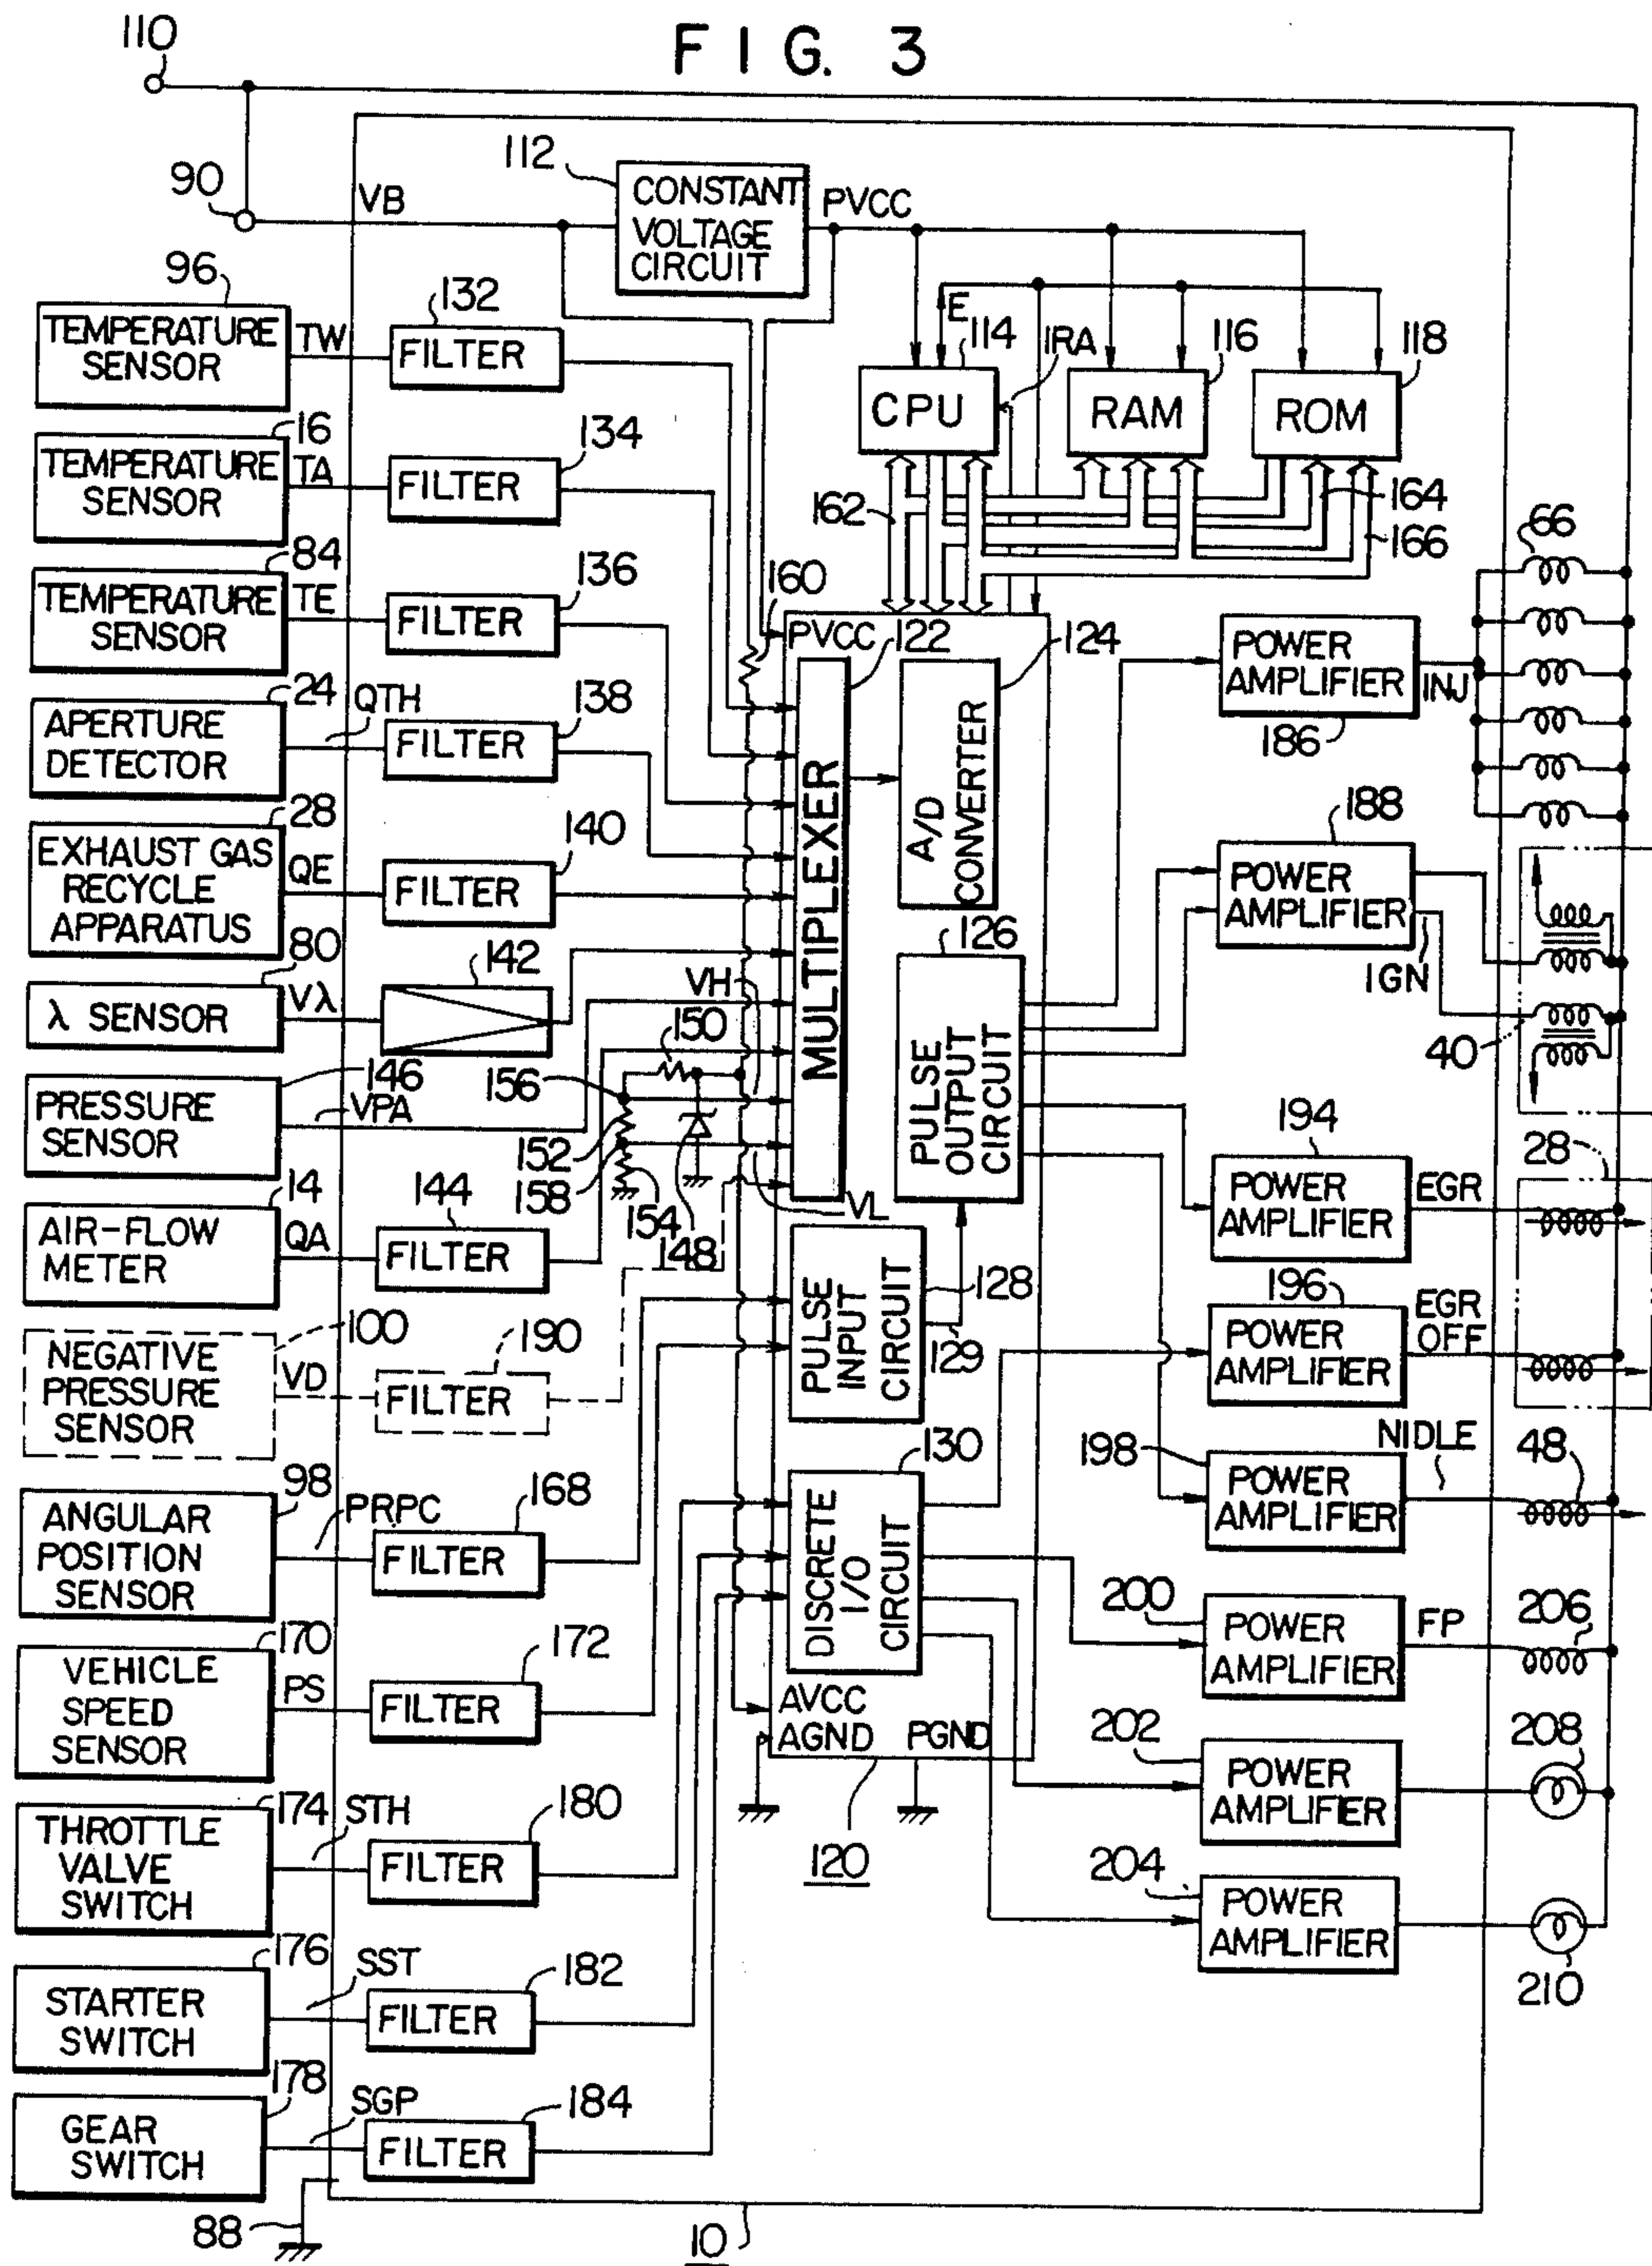 FIG. 3
110
90
VB
112
CONSTANT
VOLTAGE
CIRCUIT
PVCC
96
TEMPERATURE
SENSOR
TW
132
FILTER
E
114
IRA
116
118
CPU
RAM
ROM
16
TEMPERATURE
SENSOR
TA
134
FILTER
162
164
166
84
TEMPERATURE
SENSOR
TE
136
FILTER
160
PVCC
122
124
MULTIPLEXER
A/D
CONVERTER
66
POWER
AMPLIFIER
INJ
186
24
APERTURE
DETECTOR
QTH
138
FILTER
28
EXHAUST GAS
RECYCLE
APPARATUS
QE
140
FILTER
188
POWER
AMPLIFIER
IGN
40
80
λ SENSOR
Vλ
142
VH
126
PULSE
OUTPUT
CIRCUIT
146
PRESSURE
SENSOR
VPA
150
156
152
158
154
148
VL
14
AIR-FLOW
METER
QA
144
FILTER
194
POWER
AMPLIFIER
EGR
28
PULSE
INPUT
CIRCUIT
128
129
100
NEGATIVE
PRESSURE
SENSOR
VD
190
FILTER
196
POWER
AMPLIFIER
EGR
OFF
98
ANGULAR
POSITION
SENSOR
PRPC
168
FILTER
130
DISCRETE
I/O
CIRCUIT
198
POWER
AMPLIFIER
NIDLE
48
170
VEHICLE
SPEED
SENSOR
PS
172
FILTER
200
POWER
AMPLIFIER
FP
206
AVCC
AGND
PGND
120
202
POWER
AMPLIFIER
208
174
THROTTLE
VALVE
SWITCH
STH
180
FILTER
204
POWER
AMPLIFIER
210
176
STARTER
SWITCH
SST
182
FILTER
178
GEAR
SWITCH
SGP
184
FILTER
88
10